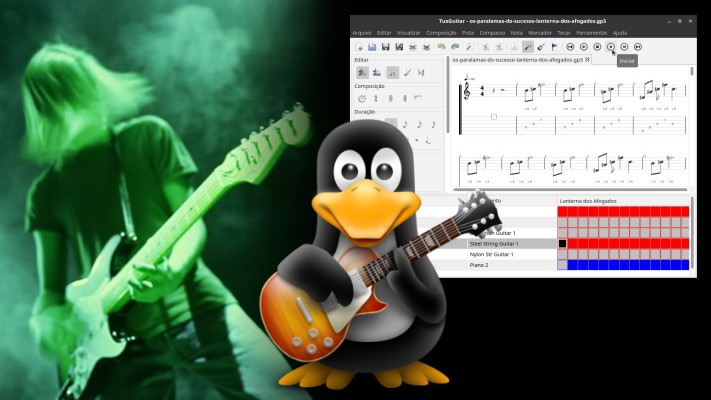 TuxGuitar - os-paralamas-do-sucesso-lanterna-dos-afogados.gp3
Arquivo Editar Visualizar Composição Pista Compasso Nota Marcador Tocar Ferramentas Ajuda
os-paralamas-do-sucesso-lanterna-dos-afogados.gp3
Iniciar
Editar
Composição
Duração
Lanterna dos Afogados
Guitar 1
Steel String Guitar 1
Nylon Str Guitar 1
Piano 2